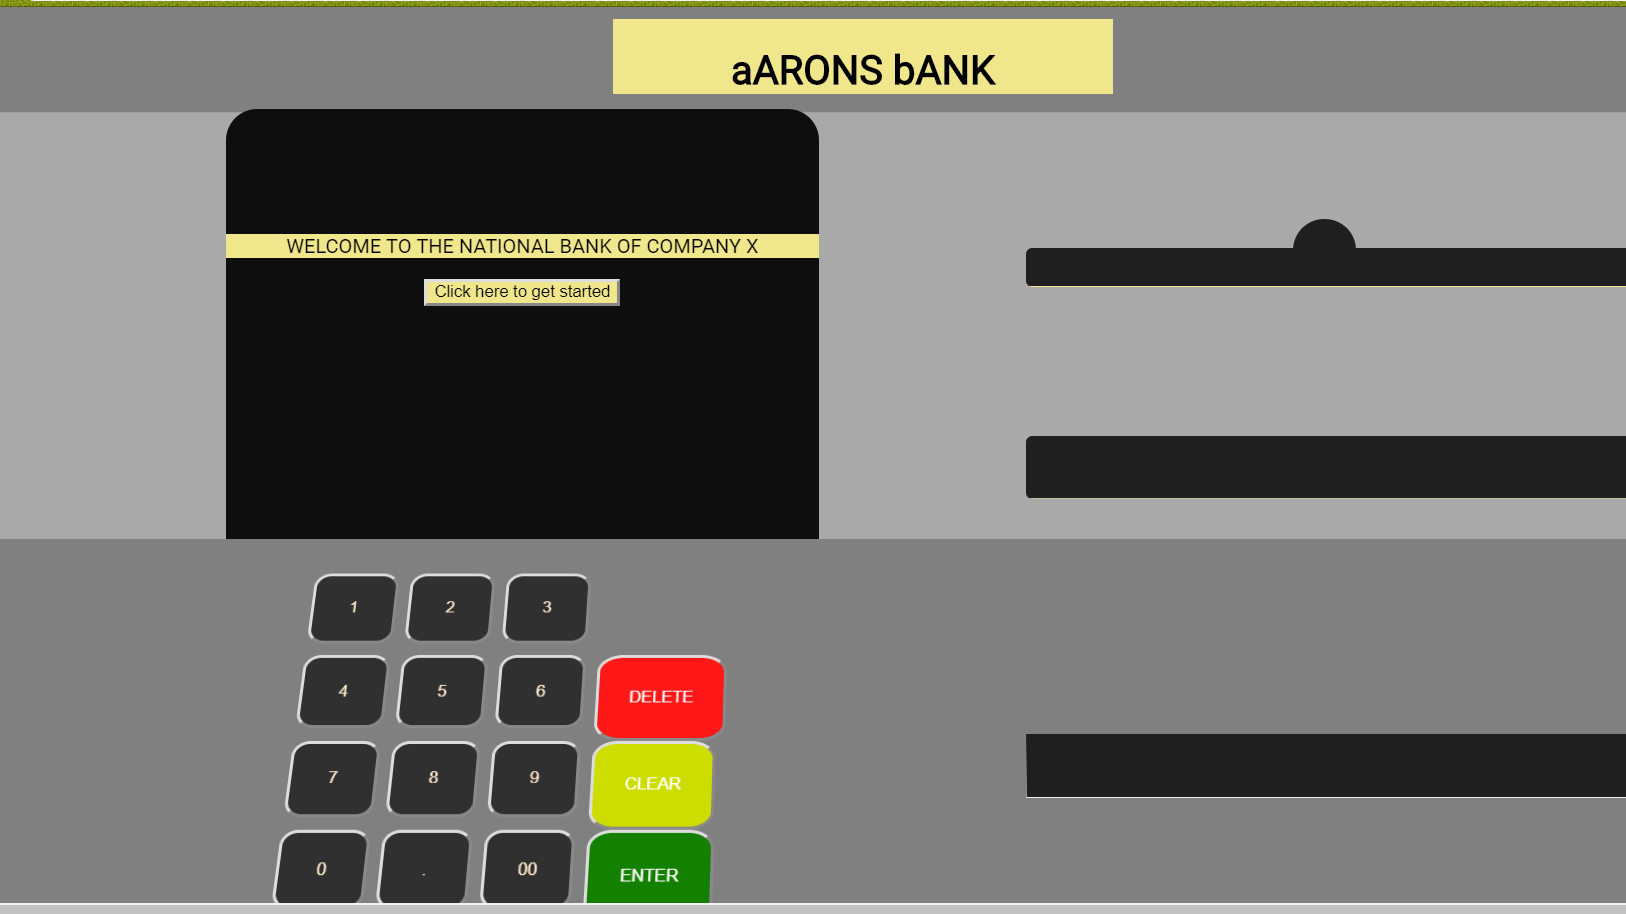 aARONS bANK
WELCOME TO THE NATIONAL BANK OF COMPANY X
Click here to get started
1 2 3
4 5 6 DELETE
7 8 9 CLEAR
0 . 00 ENTER